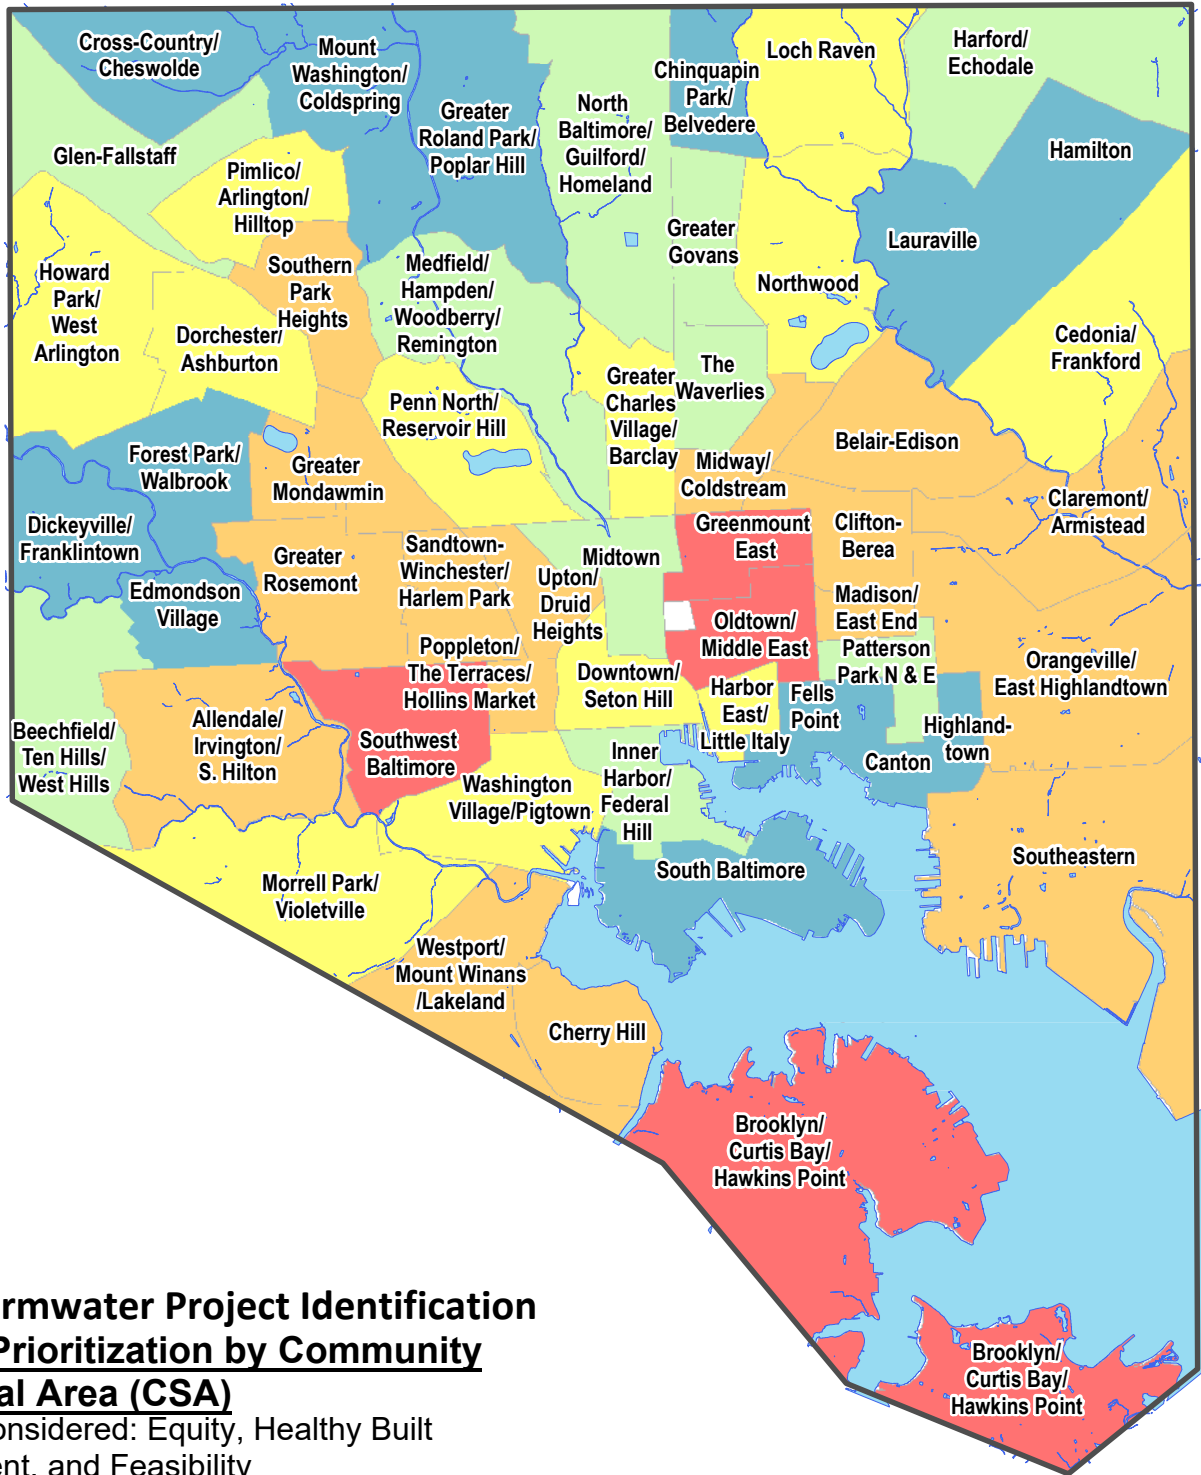 Cross-Country/
Cheswolde
Mount
Washington/
Coldspring
Greater
Roland Park/
Poplar Hill
North
Baltimore/
Guilford/
Homeland
Chinquapin
Park/
Belvedere
Loch Raven
Harford/
Echodale
Hamilton
Glen-Fallstaff
Pimlico/
Arlington/
Hilltop
Howard
Park/
West
Arlington
Southern
Park
Heights
Dorchester/
Ashburton
Medfield/
Hampden/
Woodberry/
Remington
Greater
Govans
Lauraville
Northwood
Cedonia/
Frankford
The
Waverlies
Greater
Charles
Village/
Barclay
Penn North/
Reservoir Hill
Forest Park/
Walbrook
Greater
Mondawmin
Midway/
Coldstream
Belair-Edison
Claremont/
Armistead
Dickeyville/
Franklintown
Greater
Rosemont
Sandtown-
Winchester/
Harlem Park
Upton/
Druid
Heights
Midtown
Greenmount
East
Clifton-
Berea
Edmondson
Village
Oldtown/
Middle East
Madison/
East End
Patterson
Park N & E
Orangeville/
East Highlandtown
Poppleton/
The Terraces/
Hollins Market
Downtown/
Seton Hill
Harbor
East/
Little Italy
Fells
Point
Highland-
town
Canton
Beechfield/
Ten Hills/
West Hills
Allendale/
Irvington/
S. Hilton
Southwest
Baltimore
Washington
Village/Pigtown
Inner
Harbor/
Federal
Hill
South Baltimore
Southeastern
Morrell Park/
Violetville
Westport/
Mount Winans
/Lakeland
Cherry Hill
Brooklyn/
Curtis Bay/
Hawkins Point
Brooklyn/
Curtis Bay/
Hawkins Point
rmwater Project Identification
Prioritization by Community
al Area (CSA)
onsidered: Equity, Healthy Built
ent, and Feasibility